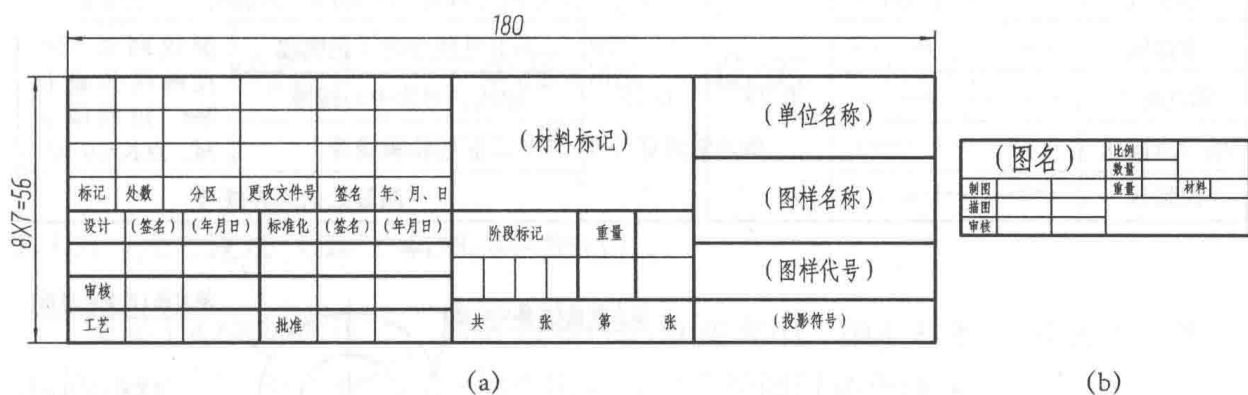 180
8X7=56
(材料标记)
(单位名称)
(图样名称)
(图样代号)
(投影符号)
标记 处数 分区 更改文件号 签名 年、月、日
设计 (签名) (年月日) 标准化 (签名) (年月日)
阶段标记 重量
审核
工艺 批准
共 张 第 张
(图名)
比例
数量
重量 材料
制图
描图
审核
(a)
(b)